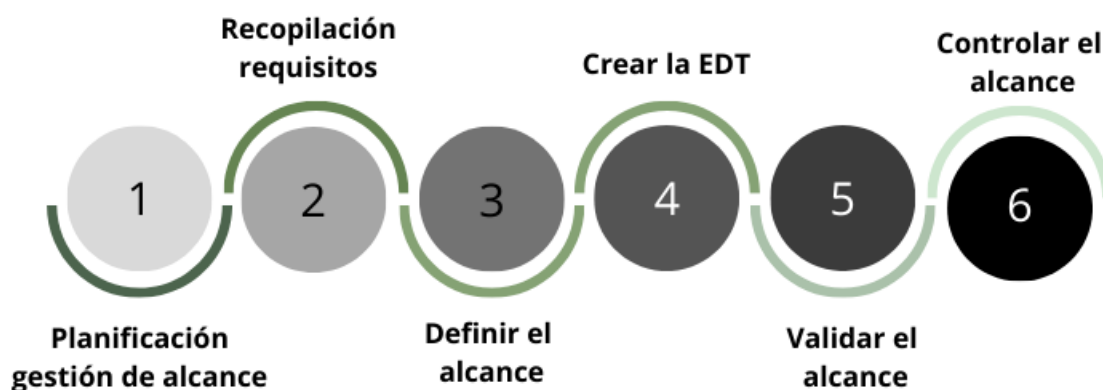 1
Planificación
gestión de alcance
2
Recopilación
requisitos
3
Definir el
alcance
4
Crear la EDT
5
Validar el
alcance
6
Controlar el
alcance